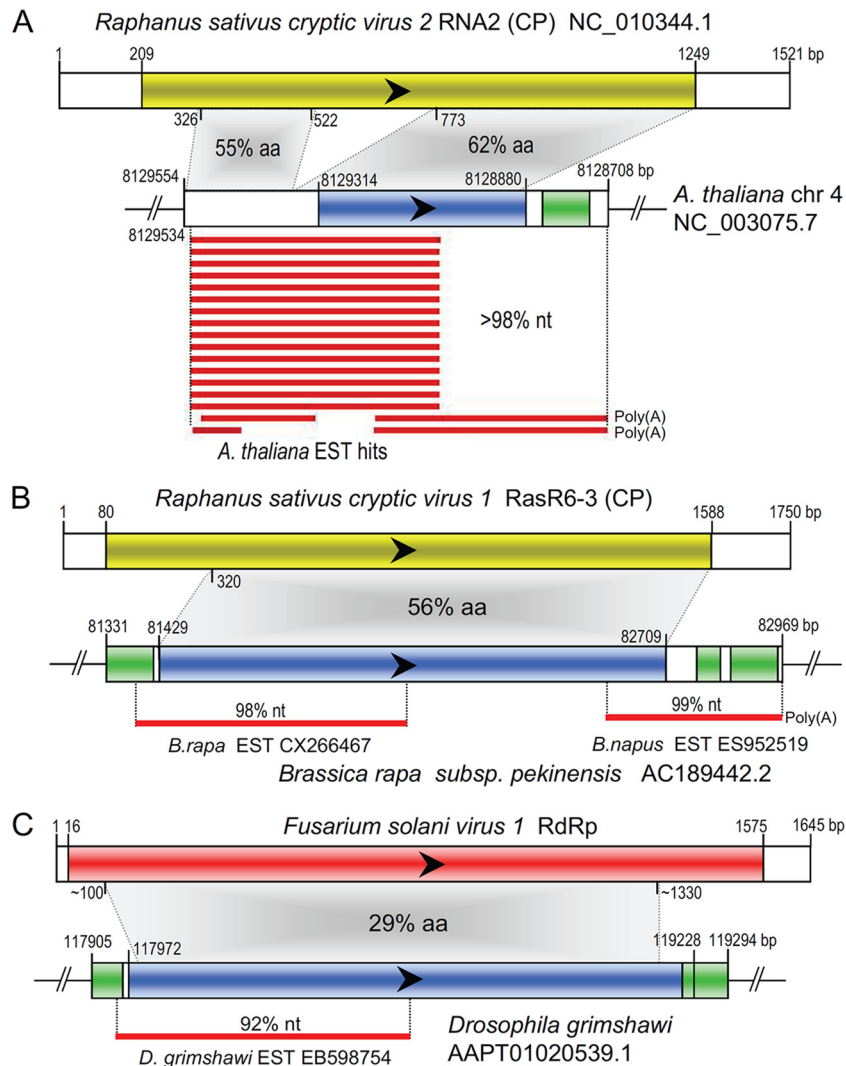 A
Raphanus sativus cryptic virus 2 RNA2 (CP) NC_010344.1
1 209 1249 1521 bp
326 522 773
55% aa 62% aa
8129554 8129314 8128880 8128708 bp
A. thaliana chr 4
NC_003075.7
8129534
>98% nt
Poly(A)
Poly(A)
A. thaliana EST hits
B
Raphanus sativus cryptic virus 1 RasR6-3 (CP)
1 80 1588 1750 bp
320
56% aa
81331 81429 82709 82969 bp
98% nt 99% nt Poly(A)
B.rapa EST CX266467 B.napus EST ES952519
Brassica rapa subsp. pekinensis AC189442.2
C
Fusarium solani virus 1 RdRp
1 16 1575 1645 bp
~100 ~1330
29% aa
117905 117972 119228 119294 bp
92% nt
D. grimshawi EST EB598754
Drosophila grimshawi
AAPT01020539.1